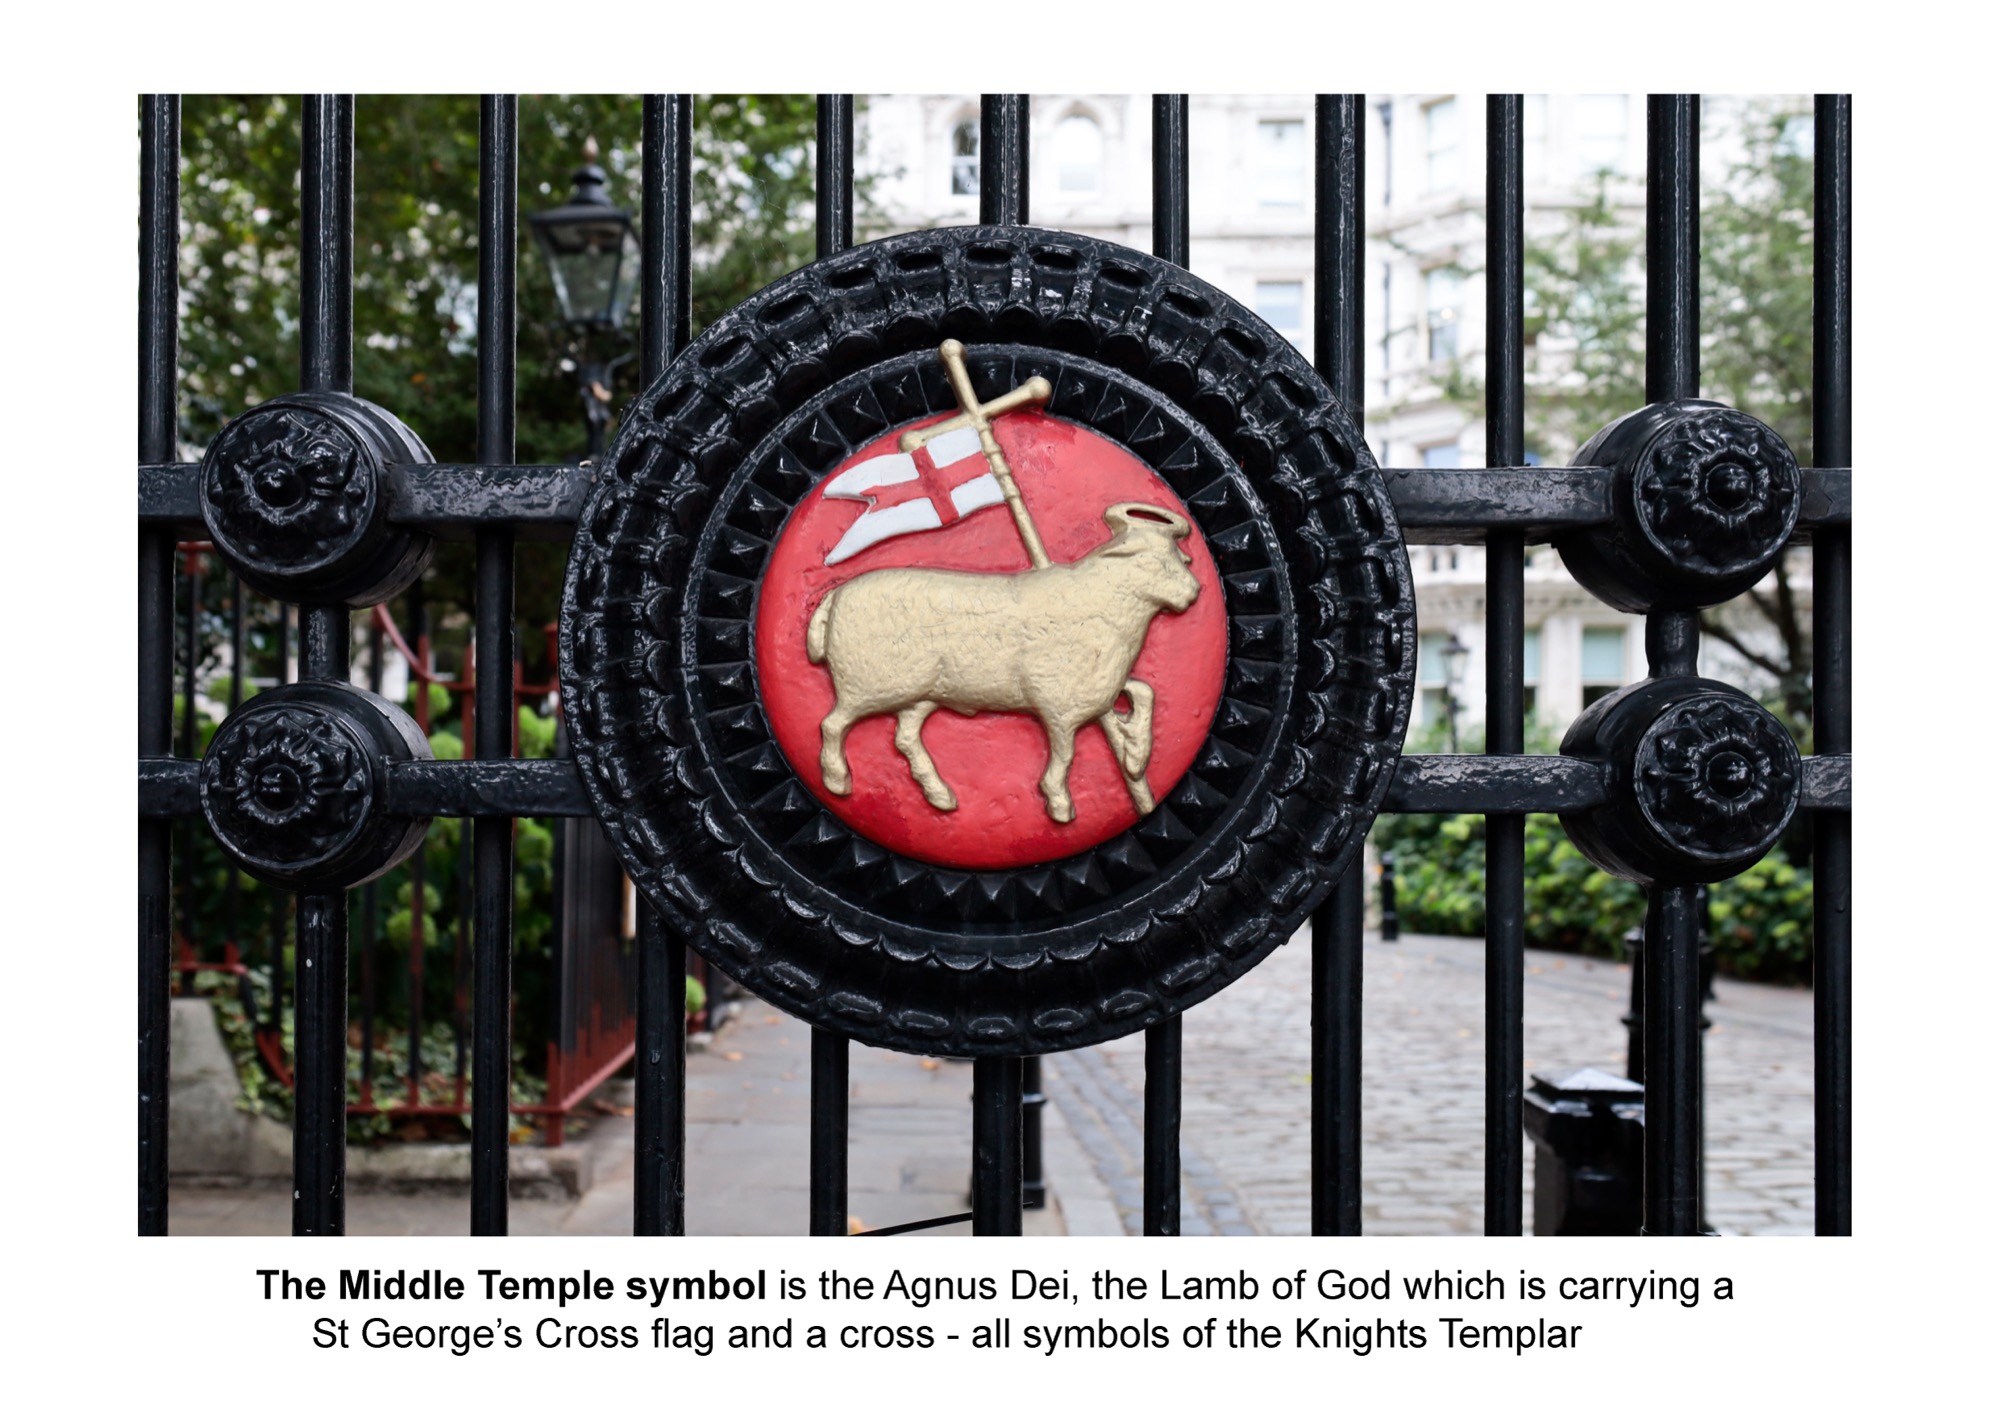 The Middle Temple symbol is the Agnus Dei, the Lamb of God which is carrying a
St George’s Cross flag and a cross - all symbols of the Knights Templar